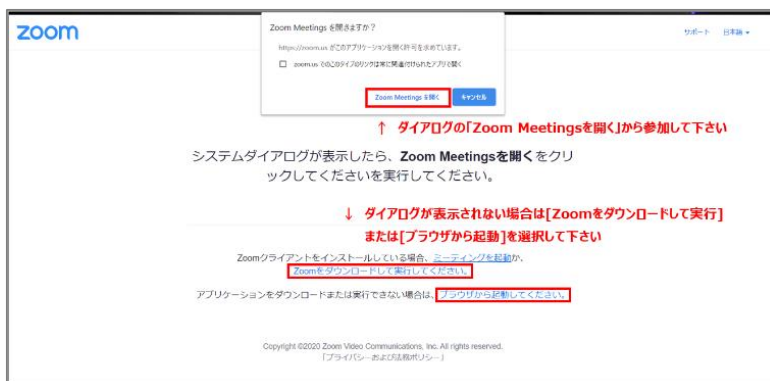 zoom
サポート 日本語
Zoom Meetings を開きますか?
https://zoom.us がこのアプリケーションを開く許可を求めています。
zoom.us でのこのタイプのリンクは常に関連付けられたアプリで開く
Zoom Meetings を開く キャンセル
↑ ダイアログの「Zoom Meetingsを開く」から参加して下さい
システムダイアログが表示したら、Zoom Meetingsを開くをクリ
ックしてくださいを実行してください。
↓ ダイアログが表示されない場合は[Zoomをダウンロードして実行]
または[ブラウザから起動]を選択して下さい
Zoomクライアントをインストールしている場合、ミーティングを起動か、
Zoomをダウンロードして実行してください。
アプリケーションをダウンロードまたは実行できない場合は、ブラウザから起動してください。
Copyright ©2020 Zoom Video Communications, Inc. All rights reserved.
「プライバシーおよび法務ポリシー」